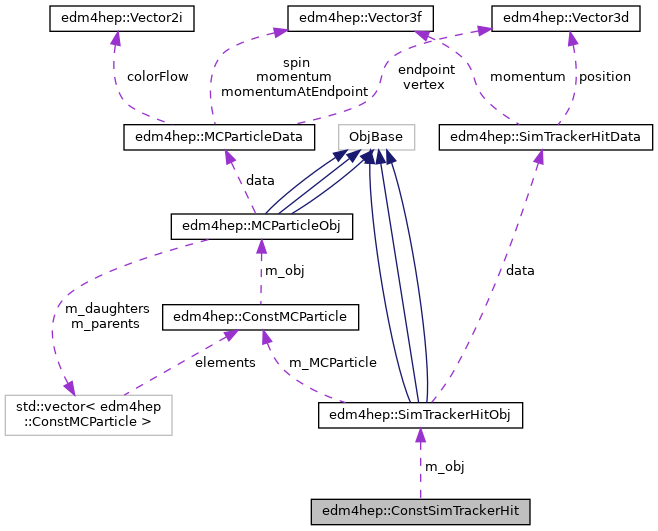 edm4hep::Vector2i
edm4hep::Vector3f
edm4hep::Vector3d
colorFlow
spin
momentum
momentumAtEndpoint
endpoint
vertex
momentum
position
edm4hep::MCParticleData
ObjBase
edm4hep::SimTrackerHitData
data
edm4hep::MCParticleObj
m_obj
data
m_daughters
m_parents
edm4hep::ConstMCParticle
elements
m_MCParticle
std::vector< edm4hep
::ConstMCParticle >
edm4hep::SimTrackerHitObj
m_obj
edm4hep::ConstSimTrackerHit